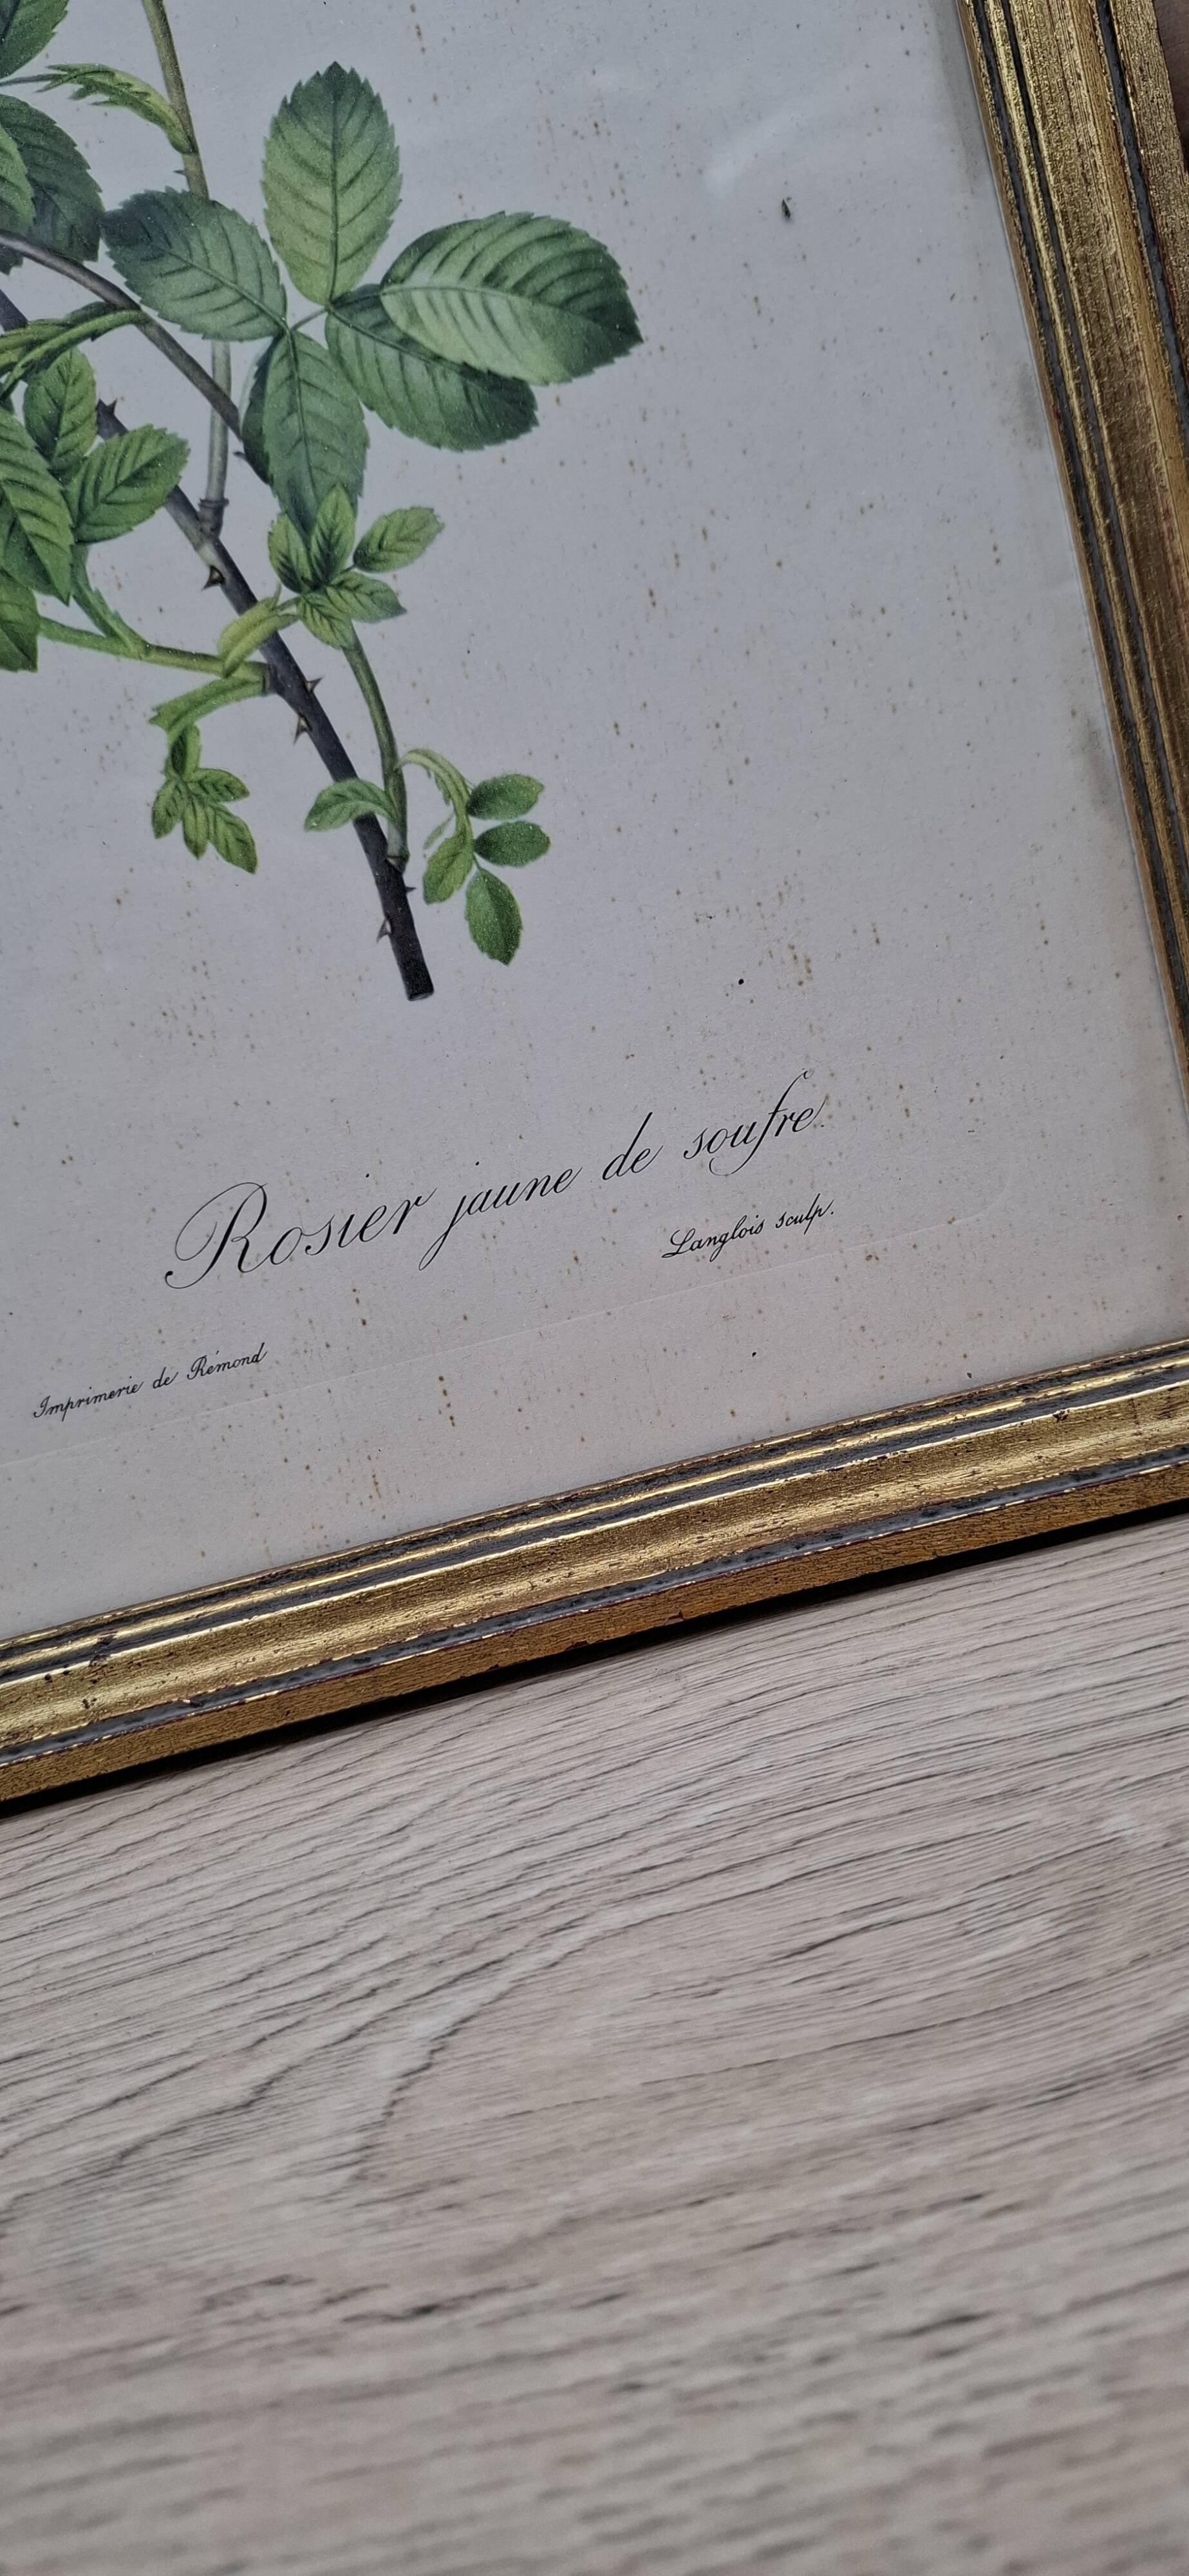 Rosier jaune de soufre.
Langlois sculp.
Imprimerie de Rémond